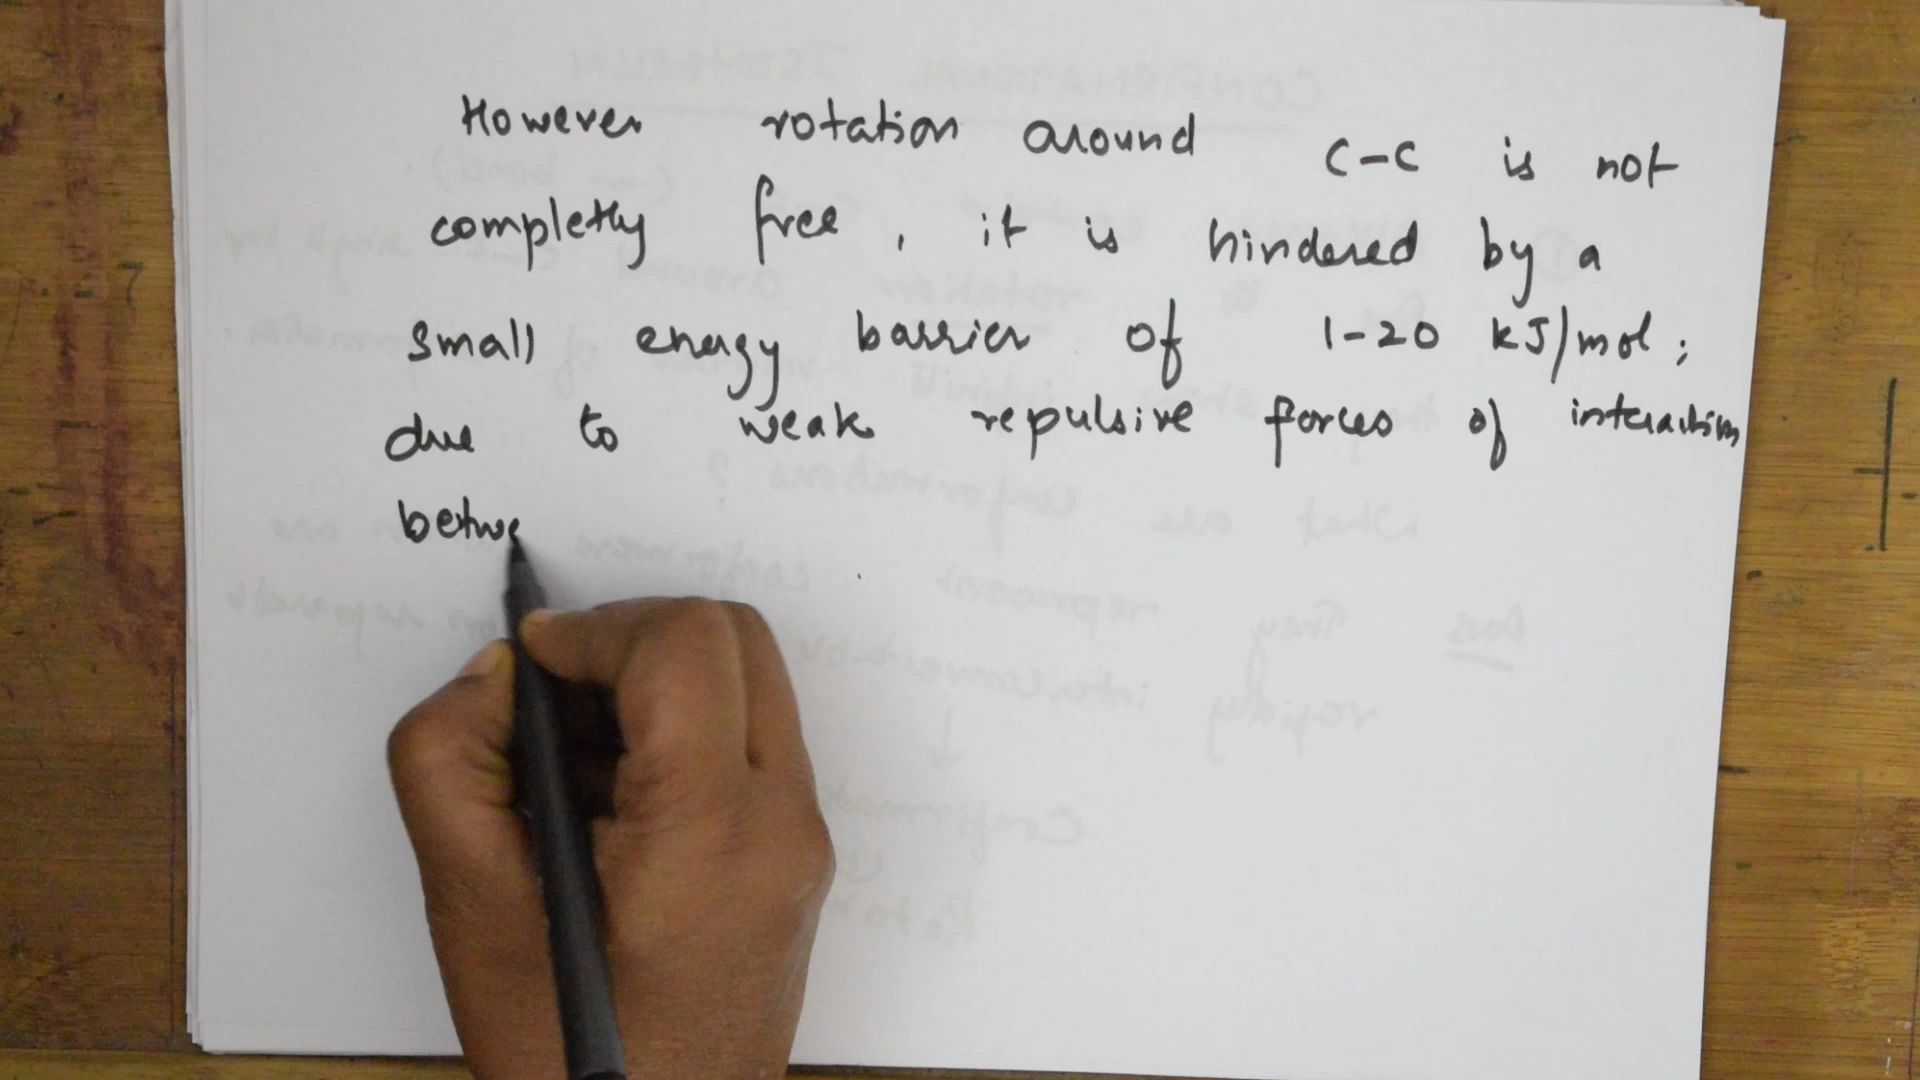 However rotation around C-C is not
completly free, it is hindered by a
small energy barrier of 1-20 kJ/mol;
due to weak repulsive forces of interaction
betwe